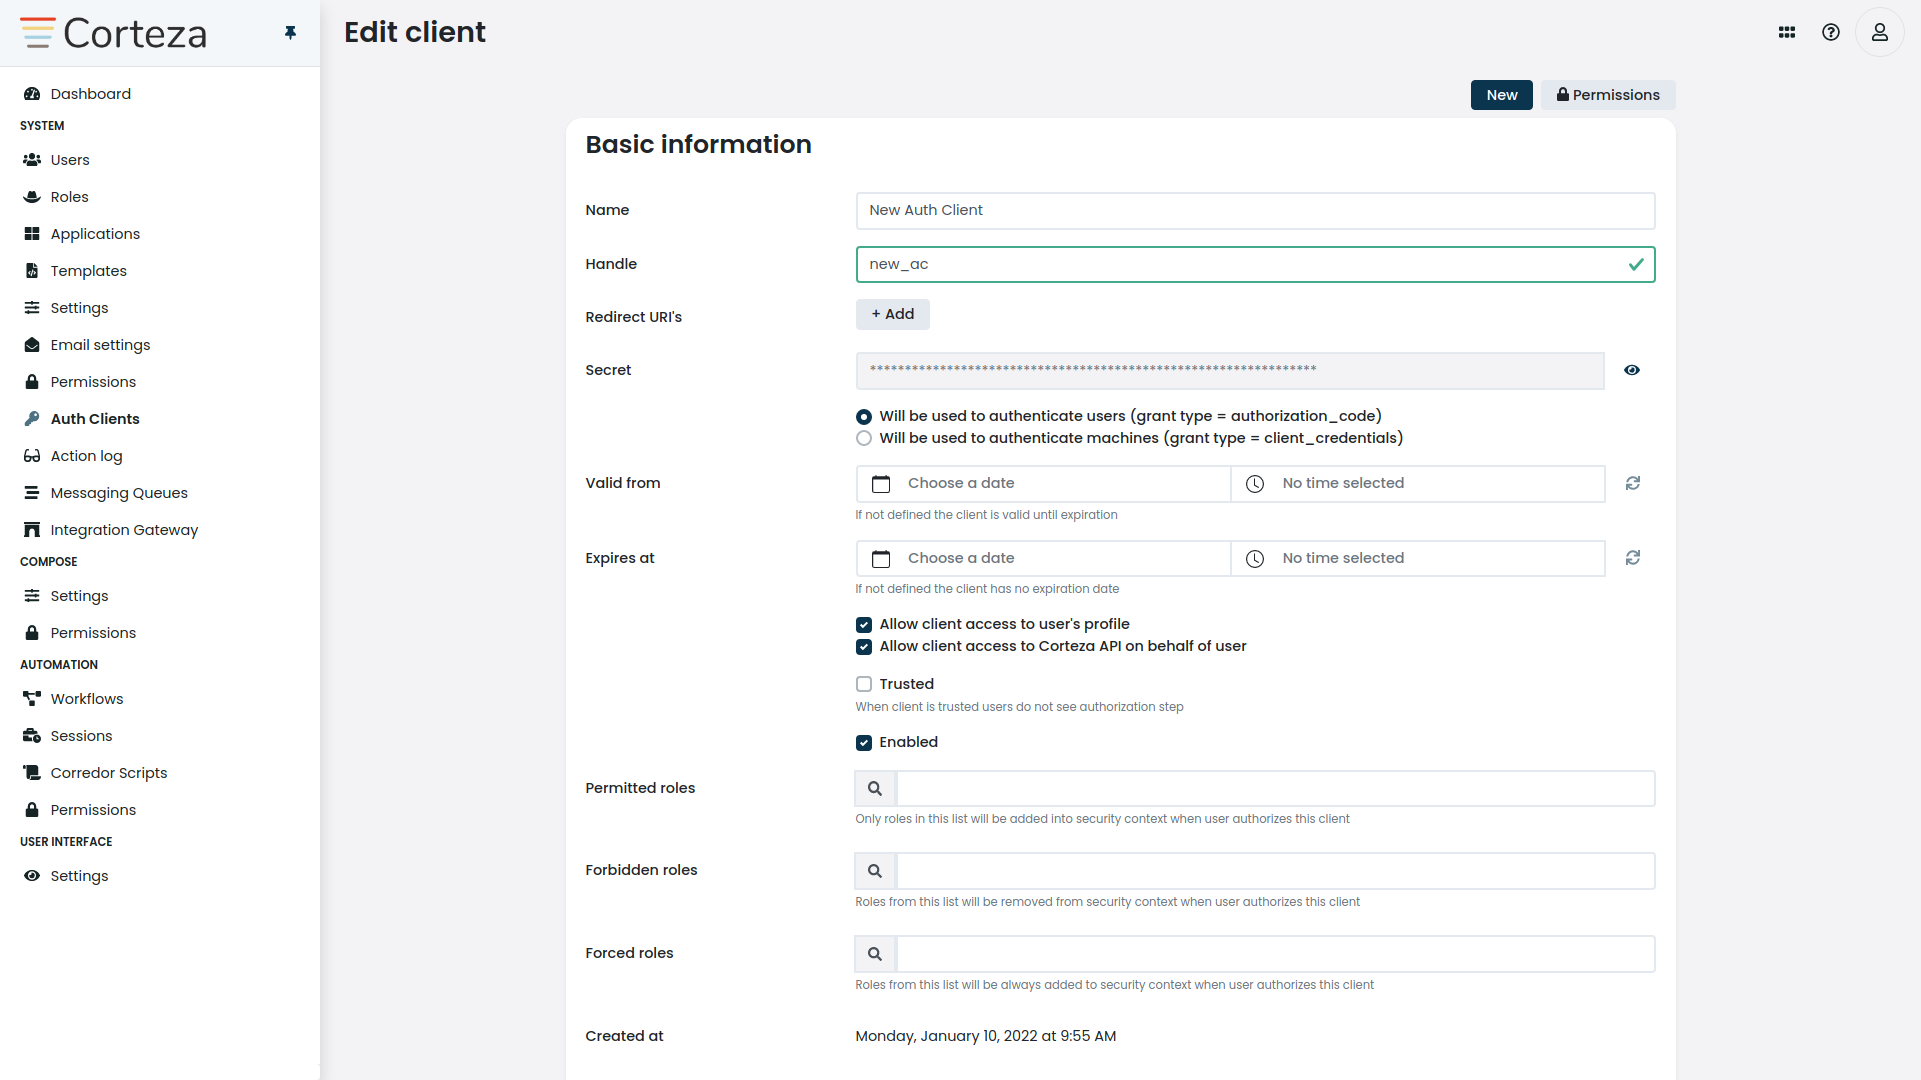 Corteza
Edit client
Dashboard
SYSTEM
Users
Roles
Applications
Templates
Settings
Email settings
Permissions
Auth Clients
Action log
Messaging Queues
Integration Gateway
COMPOSE
Settings
Permissions
AUTOMATION
Workflows
Sessions
Corredor Scripts
Permissions
USER INTERFACE
Settings
New Permissions
Basic information
Name New Auth Client
Handle new_ac
Redirect URI's + Add
Secret ****************************************************************
Will be used to authenticate users (grant type = authorization_code)
Will be used to authenticate machines (grant type = client_credentials)
Valid from Choose a date No time selected
If not defined the client is valid until expiration
Expires at Choose a date No time selected
If not defined the client has no expiration date
Allow client access to user's profile
Allow client access to Corteza API on behalf of user
Trusted
When client is trusted users do not see authorization step
Enabled
Permitted roles
Only roles in this list will be added into security context when user authorizes this client
Forbidden roles
Roles from this list will be removed from security context when user authorizes this client
Forced roles
Roles from this list will be always added to security context when user authorizes this client
Created at Monday, January 10, 2022 at 9:55 AM